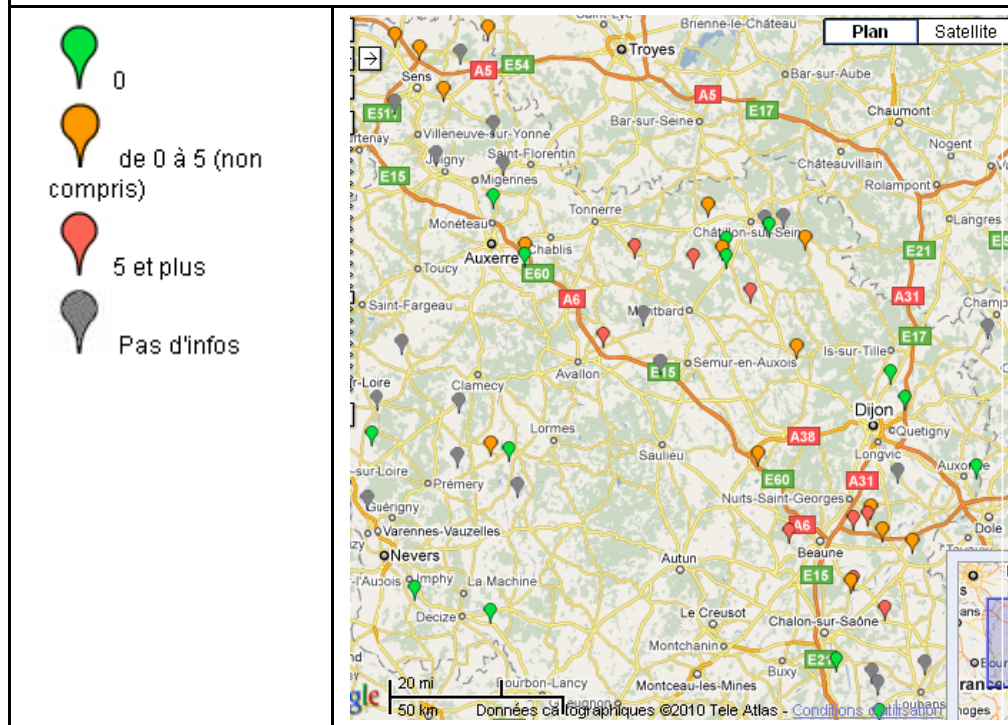 0
de 0 à 5 (non
compris)
5 et plus
Pas d'infos
Plan
Satellite
Brienne-le-Château
Troyes
Sens
A5
E54
Bar-sur-Aube
A5
E17
Chaumont
Bar-sur-Seine
Villeneuve-sur-Yonne
Joigny
Saint-Florentin
Nogent
Châteauvillain
E15
Migennes
Rolampont
Tonnerre
Langres
Monéteau
Châtillon-sur-Seine
Chablis
Auxerre
E21
Toucy
E60
A6
A31
Saint-Fargeau
Montbard
Champ
E17
Is-sur-Tille
Semur-en-Auxois
E15
Avallon
r-Loire
Clamecy
Dijon
Lormes
A38
Quetigny
Saulieu
Longvic
-sur-Loire
Prémery
E60
A31
Nuits-Saint-Georges
Guérigny
Varennes-Vauzelles
A6
Dole
Nevers
Beaune
Autun
E15
Imphy
La Machine
Decize
Le Creusot
Chalon-sur-Saône
Montchanin
Buxy
20 mi
ourbon-Lancy
Montceau-les-Mines
50 km
Données cartographiques ©2010 Tele Atlas - Conditions d'utilisation
Louhans